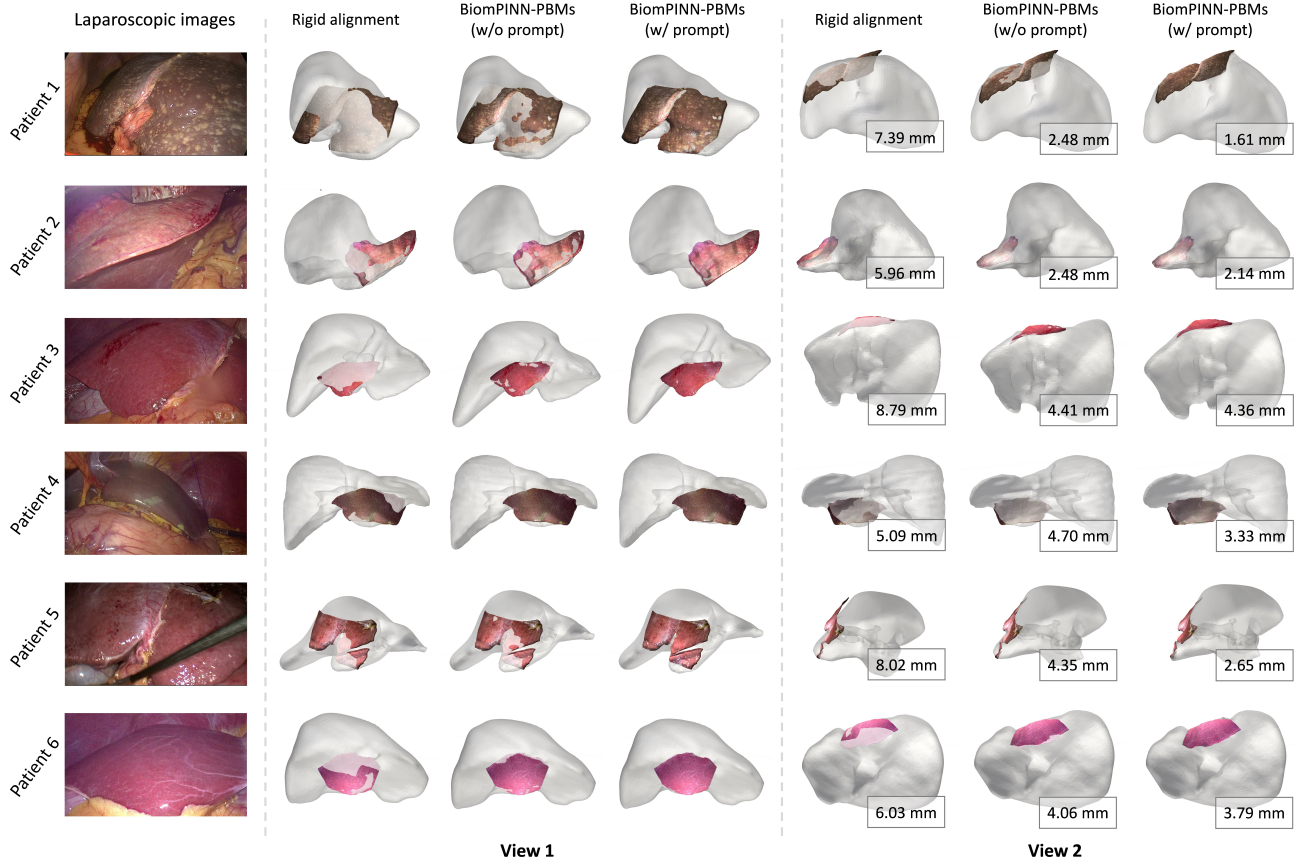 Laparoscopic images
Rigid alignment
BiomPINN-PBMs
(w/o prompt)
BiomPINN-PBMs
(w/ prompt)
Rigid alignment
BiomPINN-PBMs
(w/o prompt)
BiomPINN-PBMs
(w/ prompt)
Patient 1
7.39 mm
2.48 mm
1.61 mm
Patient 2
5.96 mm
2.48 mm
2.14 mm
Patient 3
8.79 mm
4.41 mm
4.36 mm
Patient 4
5.09 mm
4.70 mm
3.33 mm
Patient 5
8.02 mm
4.35 mm
2.65 mm
Patient 6
6.03 mm
4.06 mm
3.79 mm
View 1
View 2